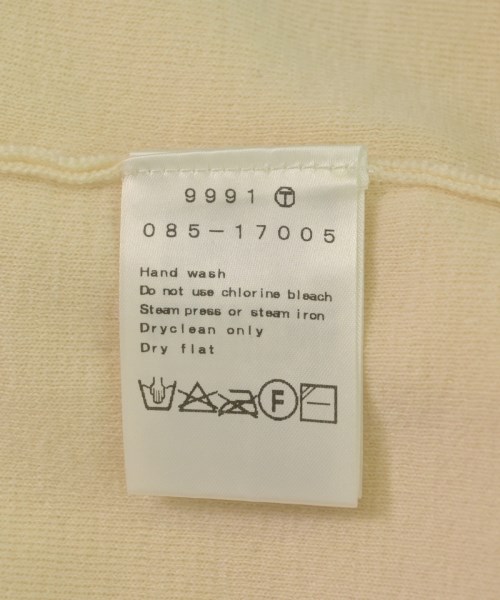 9991 Ⓣ
085-17005
Hand wash
Do not use chlorine bleach
Steam press or steam iron
Dryclean only
Dry flat
F